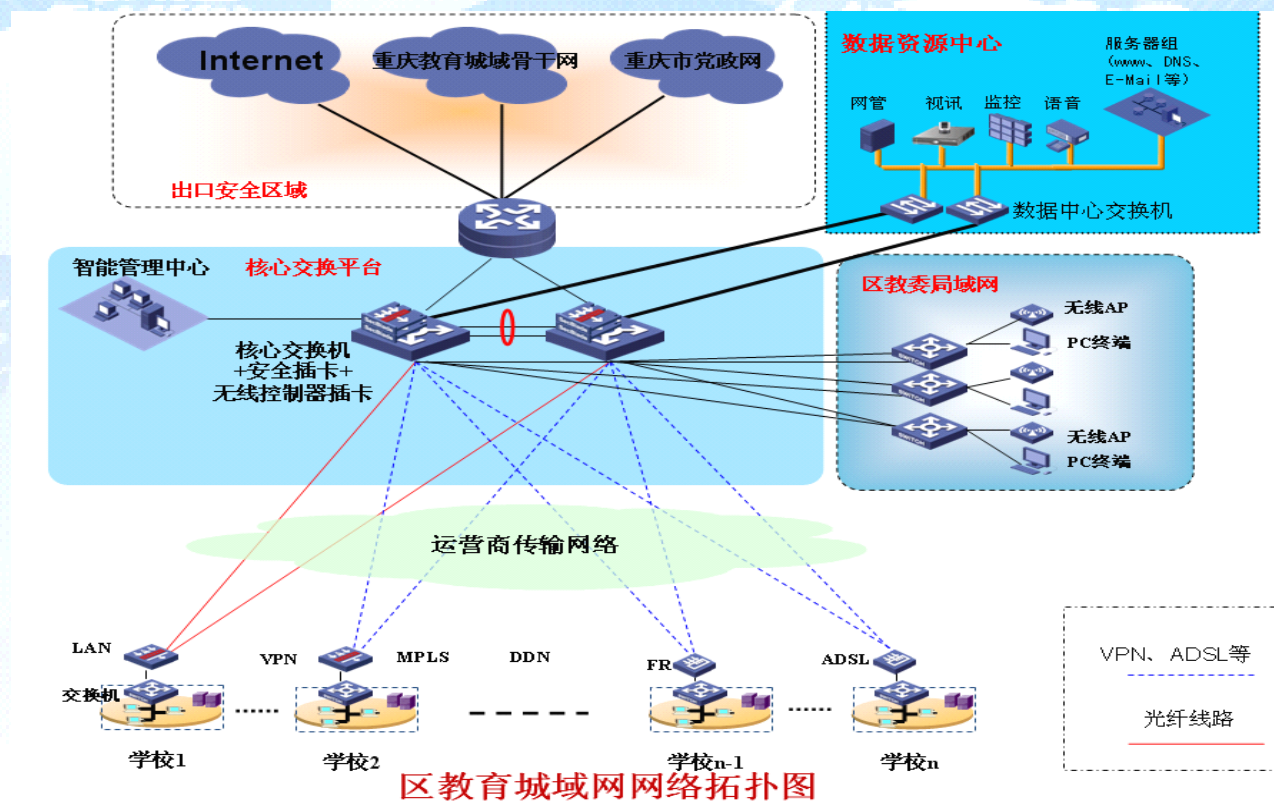 Internet
重庆教育城域骨干网
重庆市党政网
出口安全区域
数据资源中心
服务器组
(www、DNS、
E-Mail等)
网管
视讯
监控
语音
数据中心交换机
智能管理中心
核心交换平台
核心交换机
+安全插卡+
无线控制器插卡
区教委局域网
无线AP
PC终端
SWITCH
SWITCH
无线AP
SWITCH
PC终端
运营商传输网络
LAN
VPN
MPLS
DDN
FR
ADSL
交换机
……
……
学校1
学校2
学校n-1
学校n
VPN、ADSL等
光纤线路
区教育城域网网络拓扑图